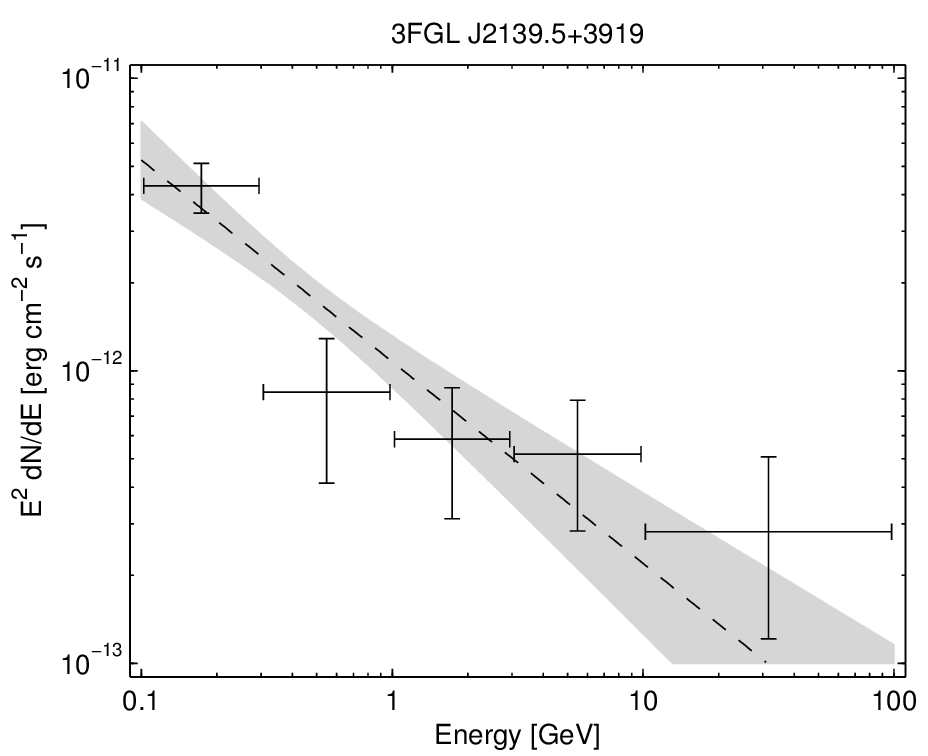 3FGL J2139.5+3919
10⁻¹¹
10⁻¹²
10⁻¹³
E² dN/dE [erg cm⁻² s⁻¹]
0.1 1 10 100
Energy [GeV]